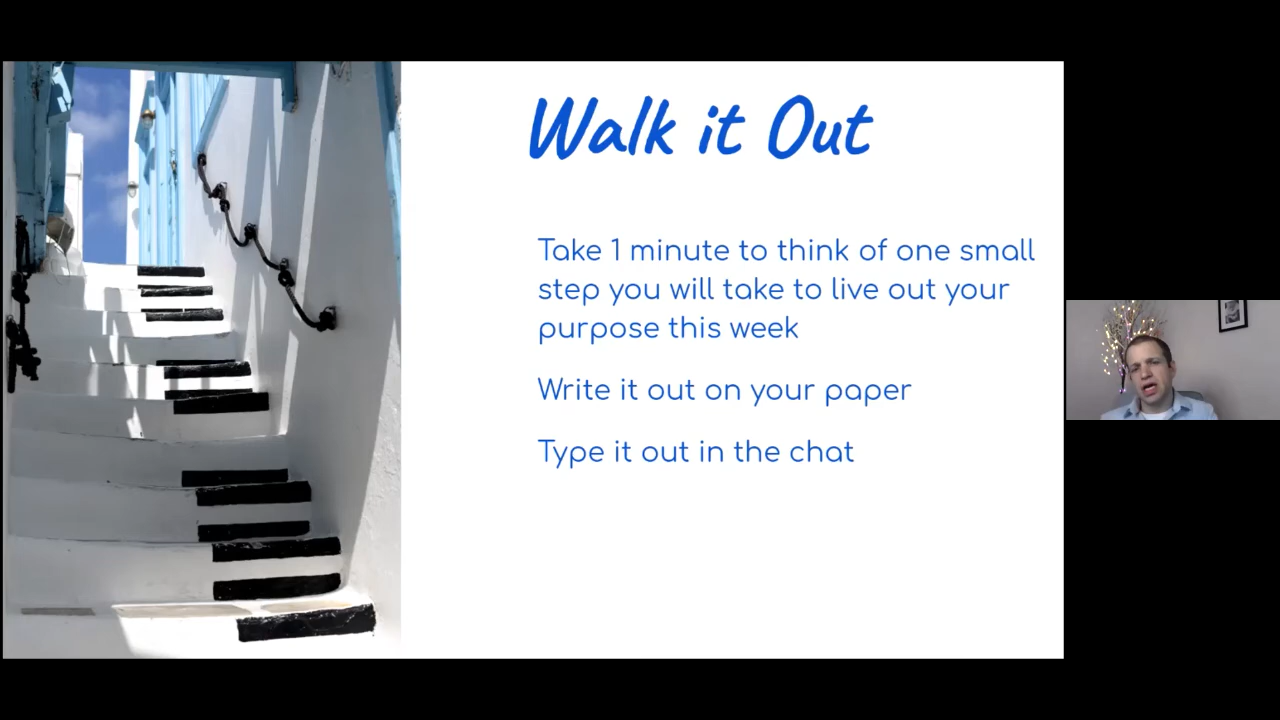 Walk it Out
Take 1 minute to think of one small
step you will take to live out your
purpose this week
Write it out on your paper
Type it out in the chat